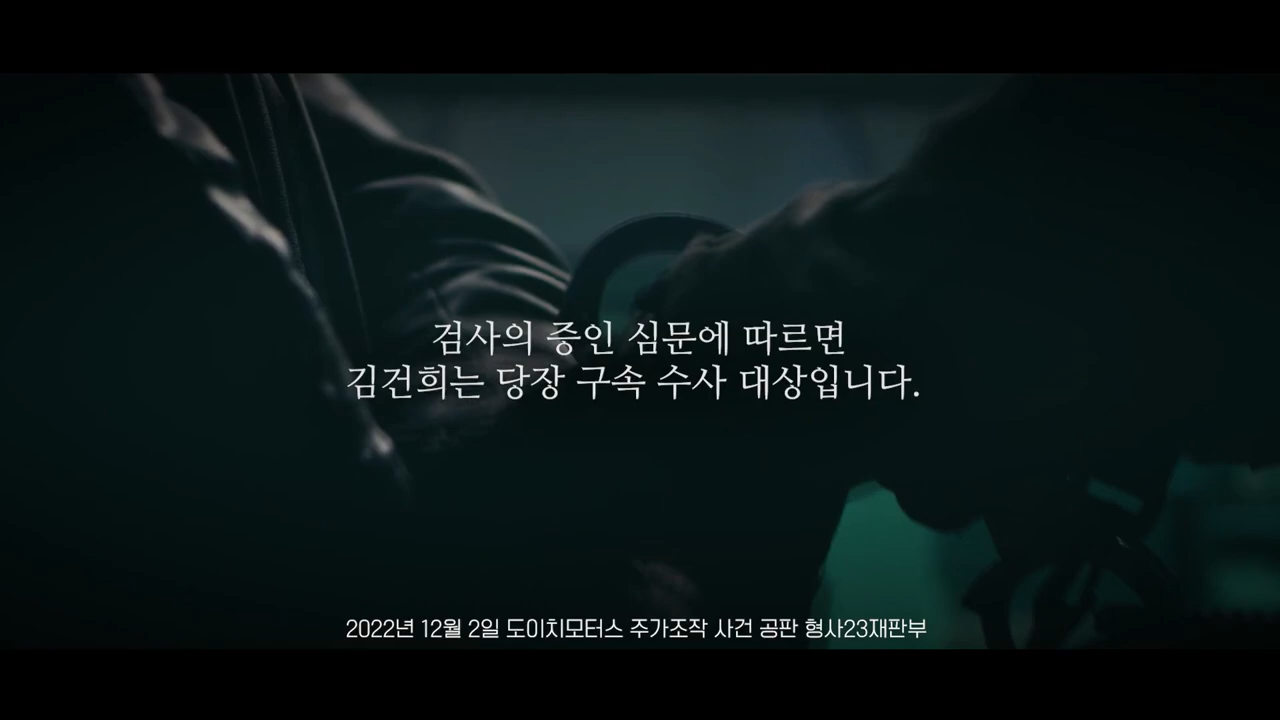 검사의 증인 심문에 따르면
김건희는 당장 구속 수사 대상입니다.
2022년 12월 2일 도이치모터스 주가조작 사건 공판 형사23재판부